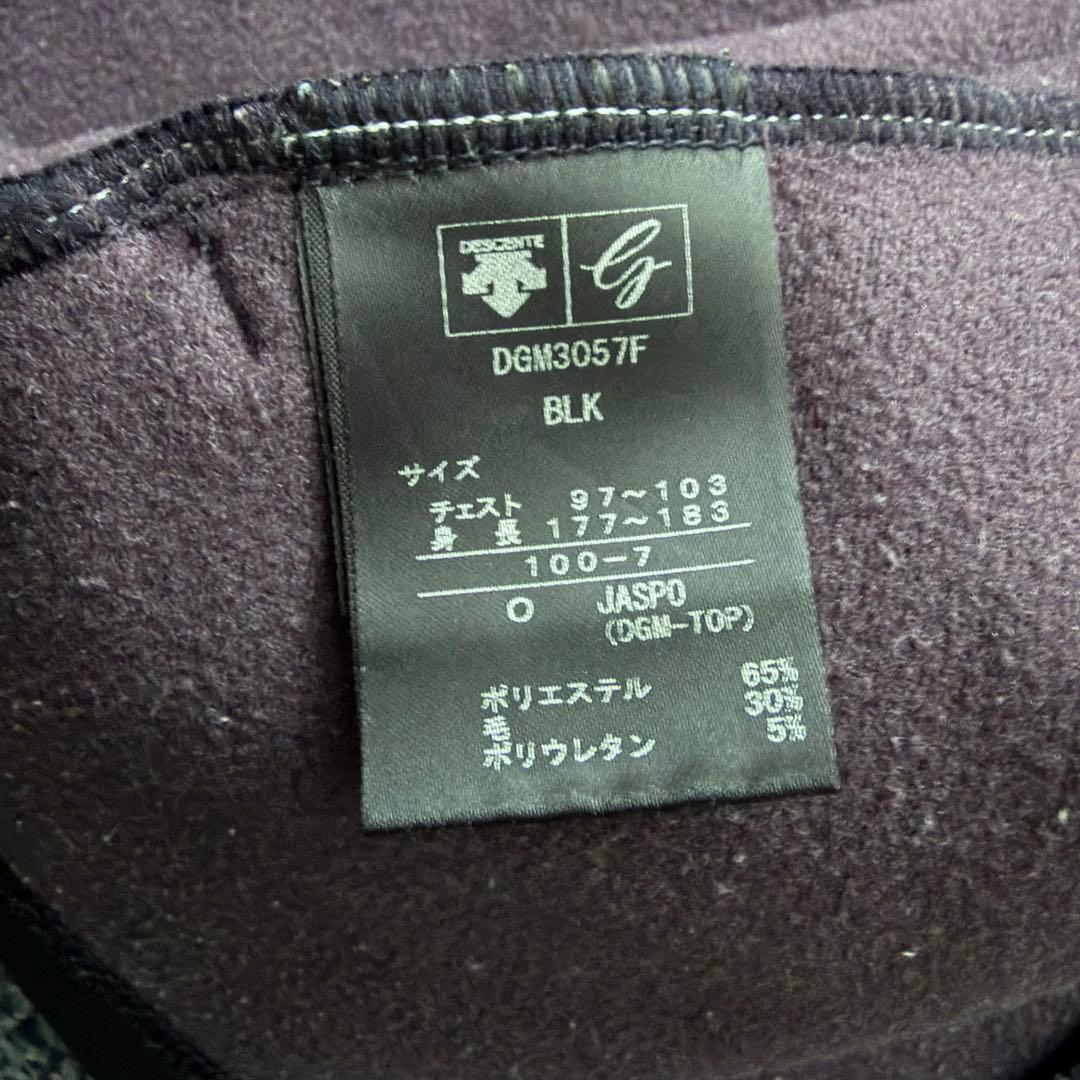 DESCENTE G
DGM3057F
BLK
サイズ
チェスト 97～103
身長 177～183
100-7
O JASPO
(DGM-TOP)
ポリエステル 65%
毛 30%
ポリウレタン 5%